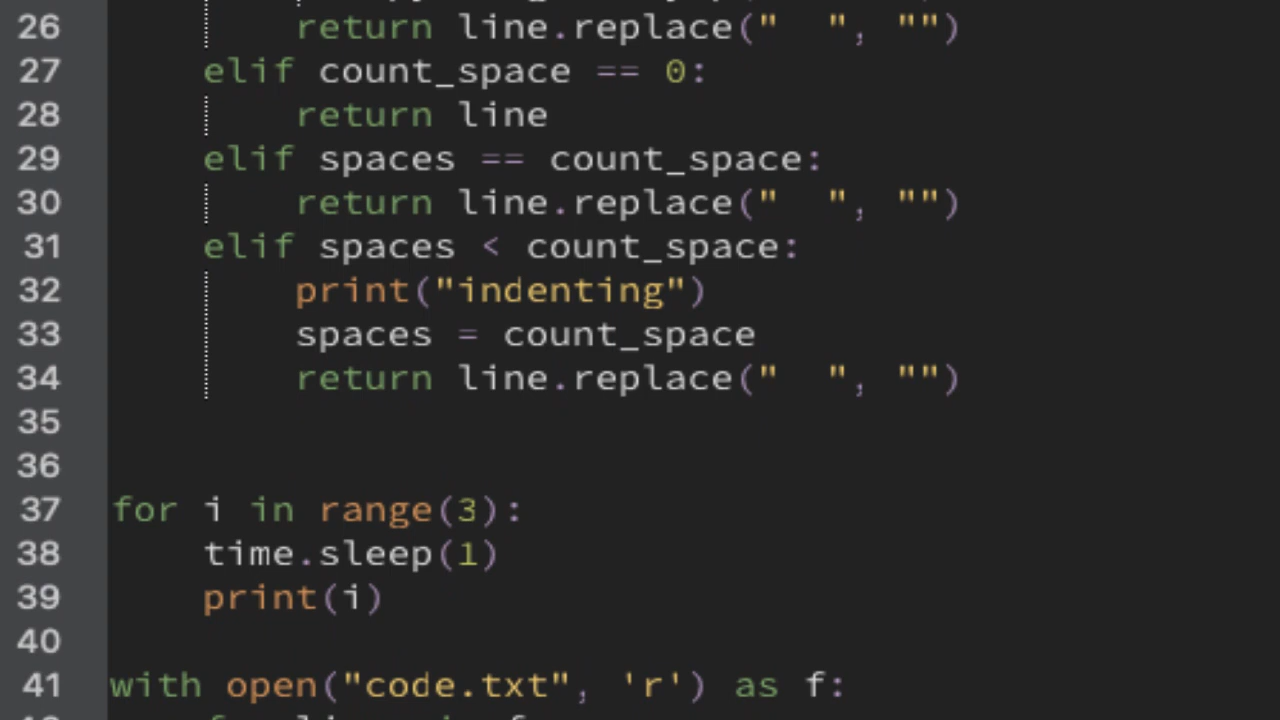 26 return line.replace("  ", "")
27 elif count_space == 0:
28 return line
29 elif spaces == count_space:
30 return line.replace("  ", "")
31 elif spaces < count_space:
32 print("indenting")
33 spaces = count_space
34 return line.replace("  ", "")
35
36
37 for i in range(3):
38 time.sleep(1)
39 print(i)
40
41 with open("code.txt", 'r') as f: